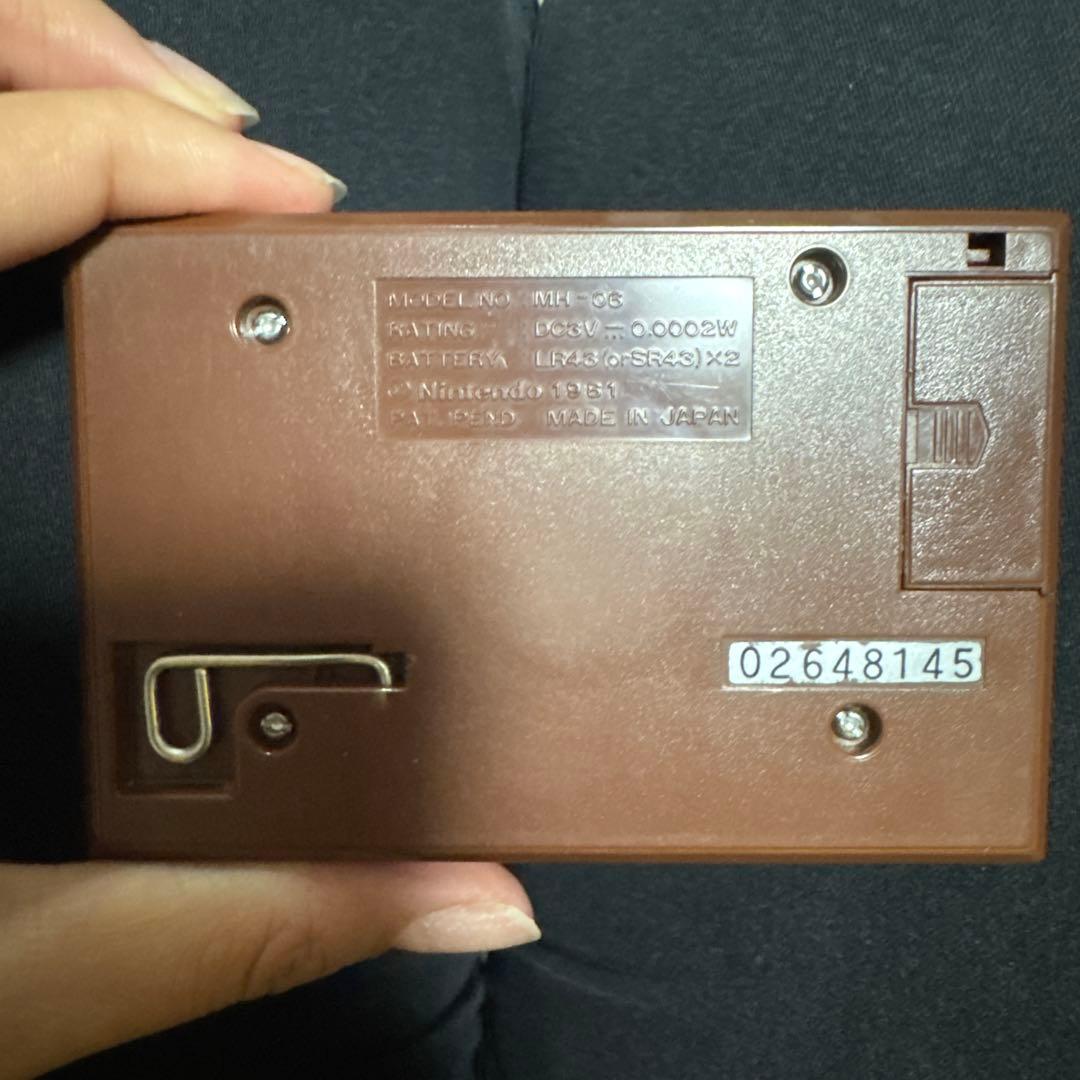 MODEL NO MH-06
RATING DC3V ⎓ 0.0002W
BATTERY LR43 (or SR43) ×2
© Nintendo 1981
PAT. PEND MADE IN JAPAN
02648145